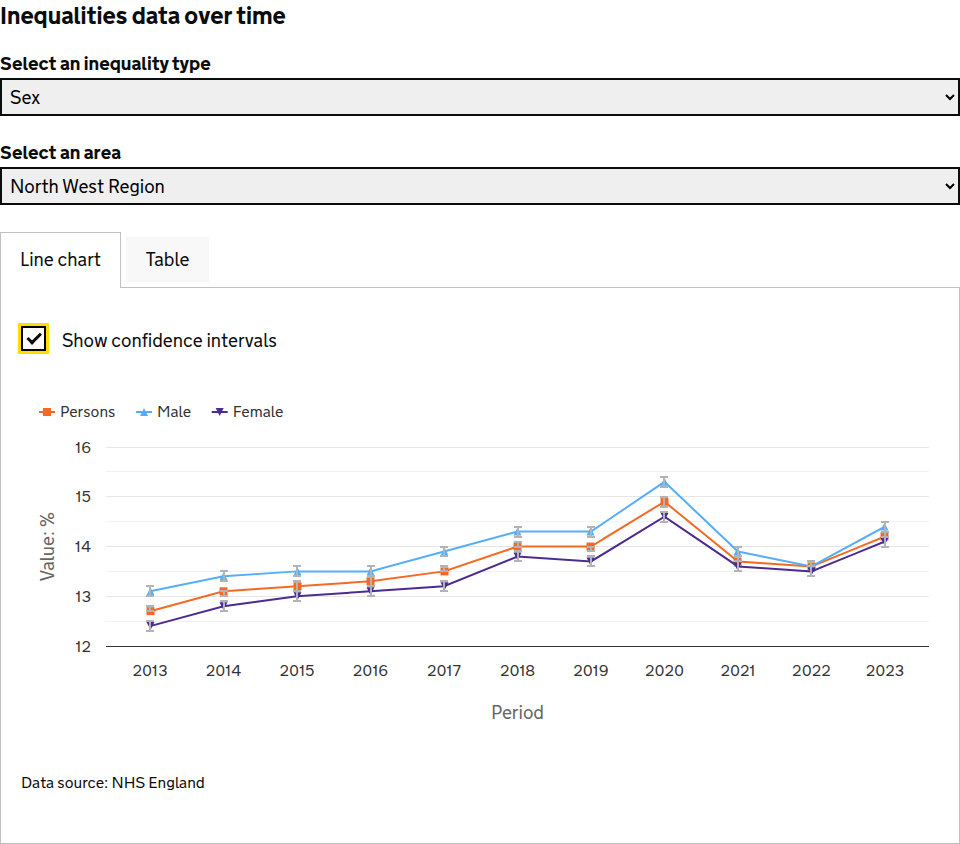 Inequalities data over time
Select an inequality type
Sex
Select an area
North West Region
Line chart Table
Show confidence intervals
Persons Male Female
16
15
14
13
12
Value: %
2013 2014 2015 2016 2017 2018 2019 2020 2021 2022 2023
Period
Data source: NHS England